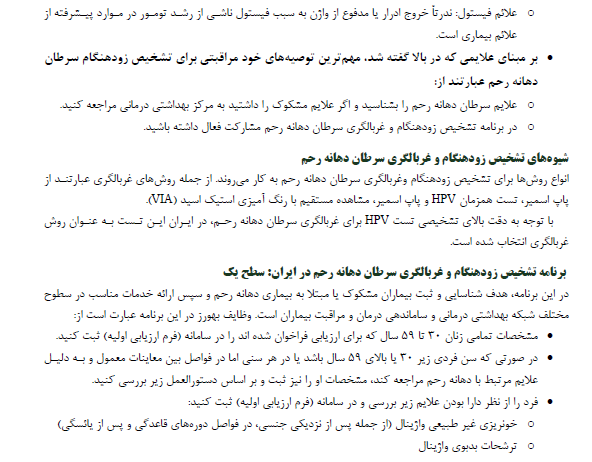 ○ علائم فیستول: ندرتاً خروج ادرار یا مدفوع از واژن به سبب فیستول ناشی از رشد تومور در موارد پیشرفته از
علائم بیماری است.
• بر مبنای علایمی که در بالا گفته شد، مهم‌ترین توصیه‌های خود مراقبتی برای تشخیص زودهنگام سرطان
دهانه رحم عبارتند از:
○ علایم سرطان دهانه رحم را بشناسید و اگر علایم مشکوک را داشتید به مرکز بهداشتی درمانی مراجعه کنید.
○ در برنامه تشخیص زودهنگام و غربالگری سرطان دهانه رحم مشارکت فعال داشته باشید.
شیوه‌های تشخیص زودهنگام و غربالگری سرطان دهانه رحم
انواع روش‌ها برای تشخیص زودهنگام وغربالگری سرطان دهانه رحم به کار می‌روند. از جمله روش‌های غربالگری عبارتند از
پاپ اسمیر، تست همزمان HPV و پاپ اسمیر، مشاهده مستقیم با رنگ آمیزی استیک اسید (VIA).
با توجه به دقت بالای تشخیصی تست HPV برای غربالگری سرطان دهانه رحم، در ایران این تست به عنوان روش
غربالگری انتخاب شده است.
برنامه تشخیص زودهنگام و غربالگری سرطان دهانه رحم در ایران: سطح یک
در این برنامه، هدف شناسایی و ثبت بیماران مشکوک یا مبتلا به بیماری دهانه رحم و سپس ارائه خدمات مناسب در سطوح
مختلف شبکه بهداشتی درمانی و ساماندهی درمان و مراقبت بیماران است. وظایف بهورز در این برنامه عبارت است از:
• مشخصات تمامی زنان ۳۰ تا ۵۹ سال که برای ارزیابی فراخوان شده اند را در سامانه (فرم ارزیابی اولیه) ثبت کنید.
• در صورتی که سن فردی زیر ۳۰ یا بالای ۵۹ سال باشد یا در هر سنی اما در فواصل بین معاینات معمول و به دلیل
علایم مرتبط با دهانه رحم مراجعه کند، مشخصات او را نیز ثبت و بر اساس دستورالعمل زیر بررسی کنید.
• فرد را از نظر دارا بودن علایم زیر بررسی و در سامانه (فرم ارزیابی اولیه) ثبت کنید:
○ خونریزی غیر طبیعی واژینال (از جمله پس از نزدیکی جنسی، در فواصل دوره‌های قاعدگی و پس از یائسگی)
○ ترشحات بدبوی واژینال